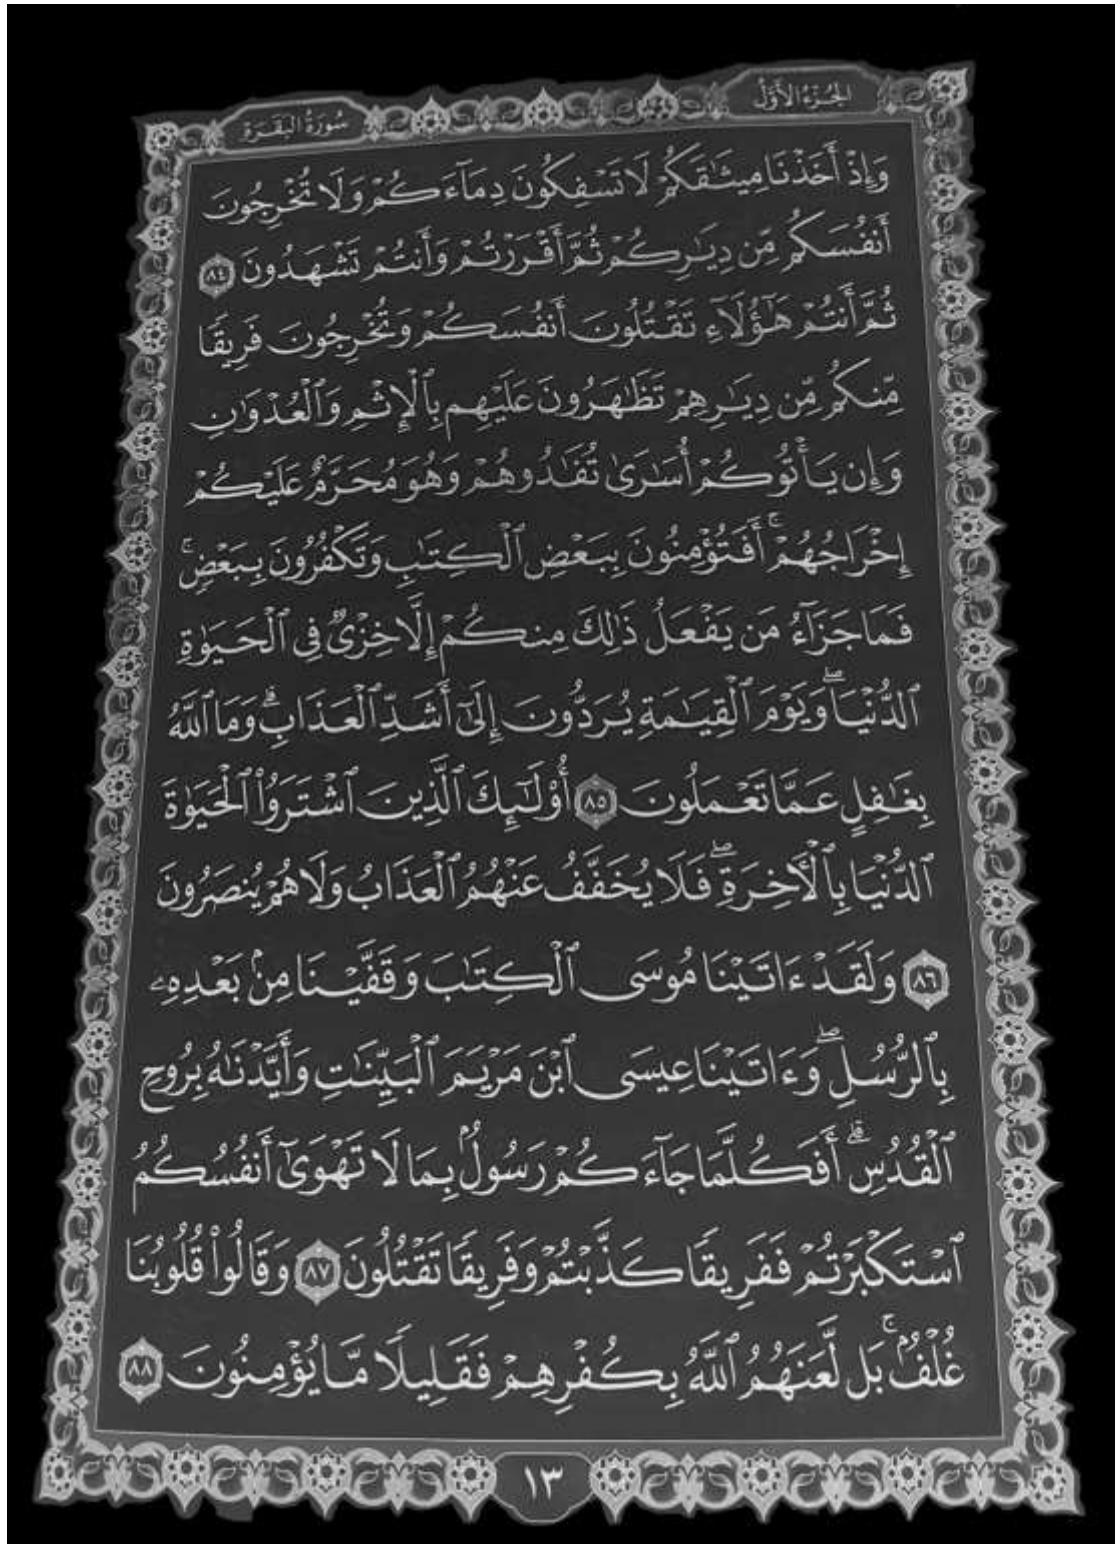 الجزء الأول
سورة البقرة
وَإِذْ أَخَذْنَا مِيثَٰقَكُمْ لَا تَسْفِكُونَ دِمَآءَكُمْ وَلَا تُخْرِجُونَ
أَنفُسَكُم مِّن دِيَٰرِكُمْ ثُمَّ أَقْرَرْتُمْ وَأَنتُمْ تَشْهَدُونَ ٨٤
ثُمَّ أَنتُمْ هَٰٓؤُلَآءِ تَقْتُلُونَ أَنفُسَكُمْ وَتُخْرِجُونَ فَرِيقًا
مِّنكُم مِّن دِيَٰرِهِمْ تَظَٰهَرُونَ عَلَيْهِم بِٱلْإِثْمِ وَٱلْعُدْوَٰنِ
وَإِن يَأْتُوكُمْ أُسَٰرَىٰ تُفَٰدُوهُمْ وَهُوَ مُحَرَّمٌ عَلَيْكُمْ
إِخْرَاجُهُمْ ۚ أَفَتُؤْمِنُونَ بِبَعْضِ ٱلْكِتَٰبِ وَتَكْفُرُونَ بِبَعْضٍ ۚ
فَمَا جَزَآءُ مَن يَفْعَلُ ذَٰلِكَ مِنكُمْ إِلَّا خِزْىٌ فِى ٱلْحَيَوٰةِ
ٱلدُّنْيَا ۖ وَيَوْمَ ٱلْقِيَٰمَةِ يُرَدُّونَ إِلَىٰٓ أَشَدِّ ٱلْعَذَابِ ۗ وَمَا ٱللَّهُ
بِغَٰفِلٍ عَمَّا تَعْمَلُونَ ٨٥ أُو۟لَٰٓئِكَ ٱلَّذِينَ ٱشْتَرَوُا۟ ٱلْحَيَوٰةَ
ٱلدُّنْيَا بِٱلْءَاخِرَةِ ۖ فَلَا يُخَفَّفُ عَنْهُمُ ٱلْعَذَابُ وَلَا هُمْ يُنصَرُونَ
٨٦ وَلَقَدْ ءَاتَيْنَا مُوسَى ٱلْكِتَٰبَ وَقَفَّيْنَا مِنۢ بَعْدِهِۦ
بِٱلرُّسُلِ ۖ وَءَاتَيْنَا عِيسَى ٱبْنَ مَرْيَمَ ٱلْبَيِّنَٰتِ وَأَيَّدْنَٰهُ بِرُوحِ
ٱلْقُدُسِ ۗ أَفَكُلَّمَا جَآءَكُمْ رَسُولٌۢ بِمَا لَا تَهْوَىٰٓ أَنفُسُكُمُ
ٱسْتَكْبَرْتُمْ فَفَرِيقًا كَذَّبْتُمْ وَفَرِيقًا تَقْتُلُونَ ٨٧ وَقَالُوا۟ قُلُوبُنَا
غُلْفٌۢ ۚ بَل لَّعَنَهُمُ ٱللَّهُ بِكُفْرِهِمْ فَقَلِيلًا مَّا يُؤْمِنُونَ ٨٨
١٣